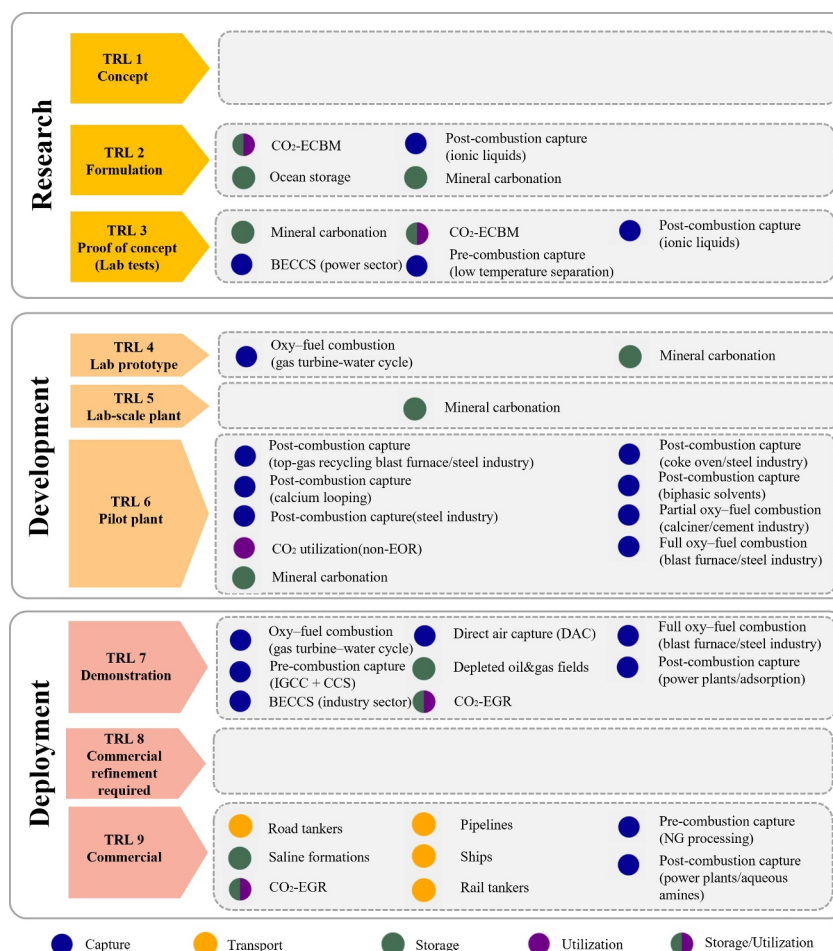 Research
TRL 1
Concept
TRL 2
Formulation
CO₂-ECBM
Post-combustion capture
(ionic liquids)
Ocean storage
Mineral carbonation
TRL 3
Proof of concept
(Lab tests)
Mineral carbonation
CO₂-ECBM
Post-combustion capture
(ionic liquids)
BECCS (power sector)
Pre-combustion capture
(low temperature separation)
Development
TRL 4
Lab prototype
Oxy–fuel combustion
(gas turbine-water cycle)
Mineral carbonation
TRL 5
Lab-scale plant
Mineral carbonation
TRL 6
Pilot plant
Post-combustion capture
(top-gas recycling blast furnace/steel industry)
Post-combustion capture
(calcium looping)
Post-combustion capture(steel industry)
CO₂ utilization(non-EOR)
Mineral carbonation
Post-combustion capture
(coke oven/steel industry)
Post-combustion capture
(biphasic solvents)
Partial oxy–fuel combustion
(calciner/cement industry)
Full oxy–fuel combustion
(blast furnace/steel industry)
Deployment
TRL 7
Demonstration
Oxy–fuel combustion
(gas turbine–water cycle)
Pre-combustion capture
(IGCC + CCS)
BECCS (industry sector)
Direct air capture (DAC)
Depleted oil&gas fields
CO₂-EGR
Full oxy–fuel combustion
(blast furnace/steel industry)
Post-combustion capture
(power plants/adsorption)
TRL 8
Commercial
refinement
required
TRL 9
Commercial
Road tankers
Saline formations
CO₂-EGR
Pipelines
Ships
Rail tankers
Pre-combustion capture
(NG processing)
Post-combustion capture
(power plants/aqueous
amines)
Capture
Transport
Storage
Utilization
Storage/Utilization